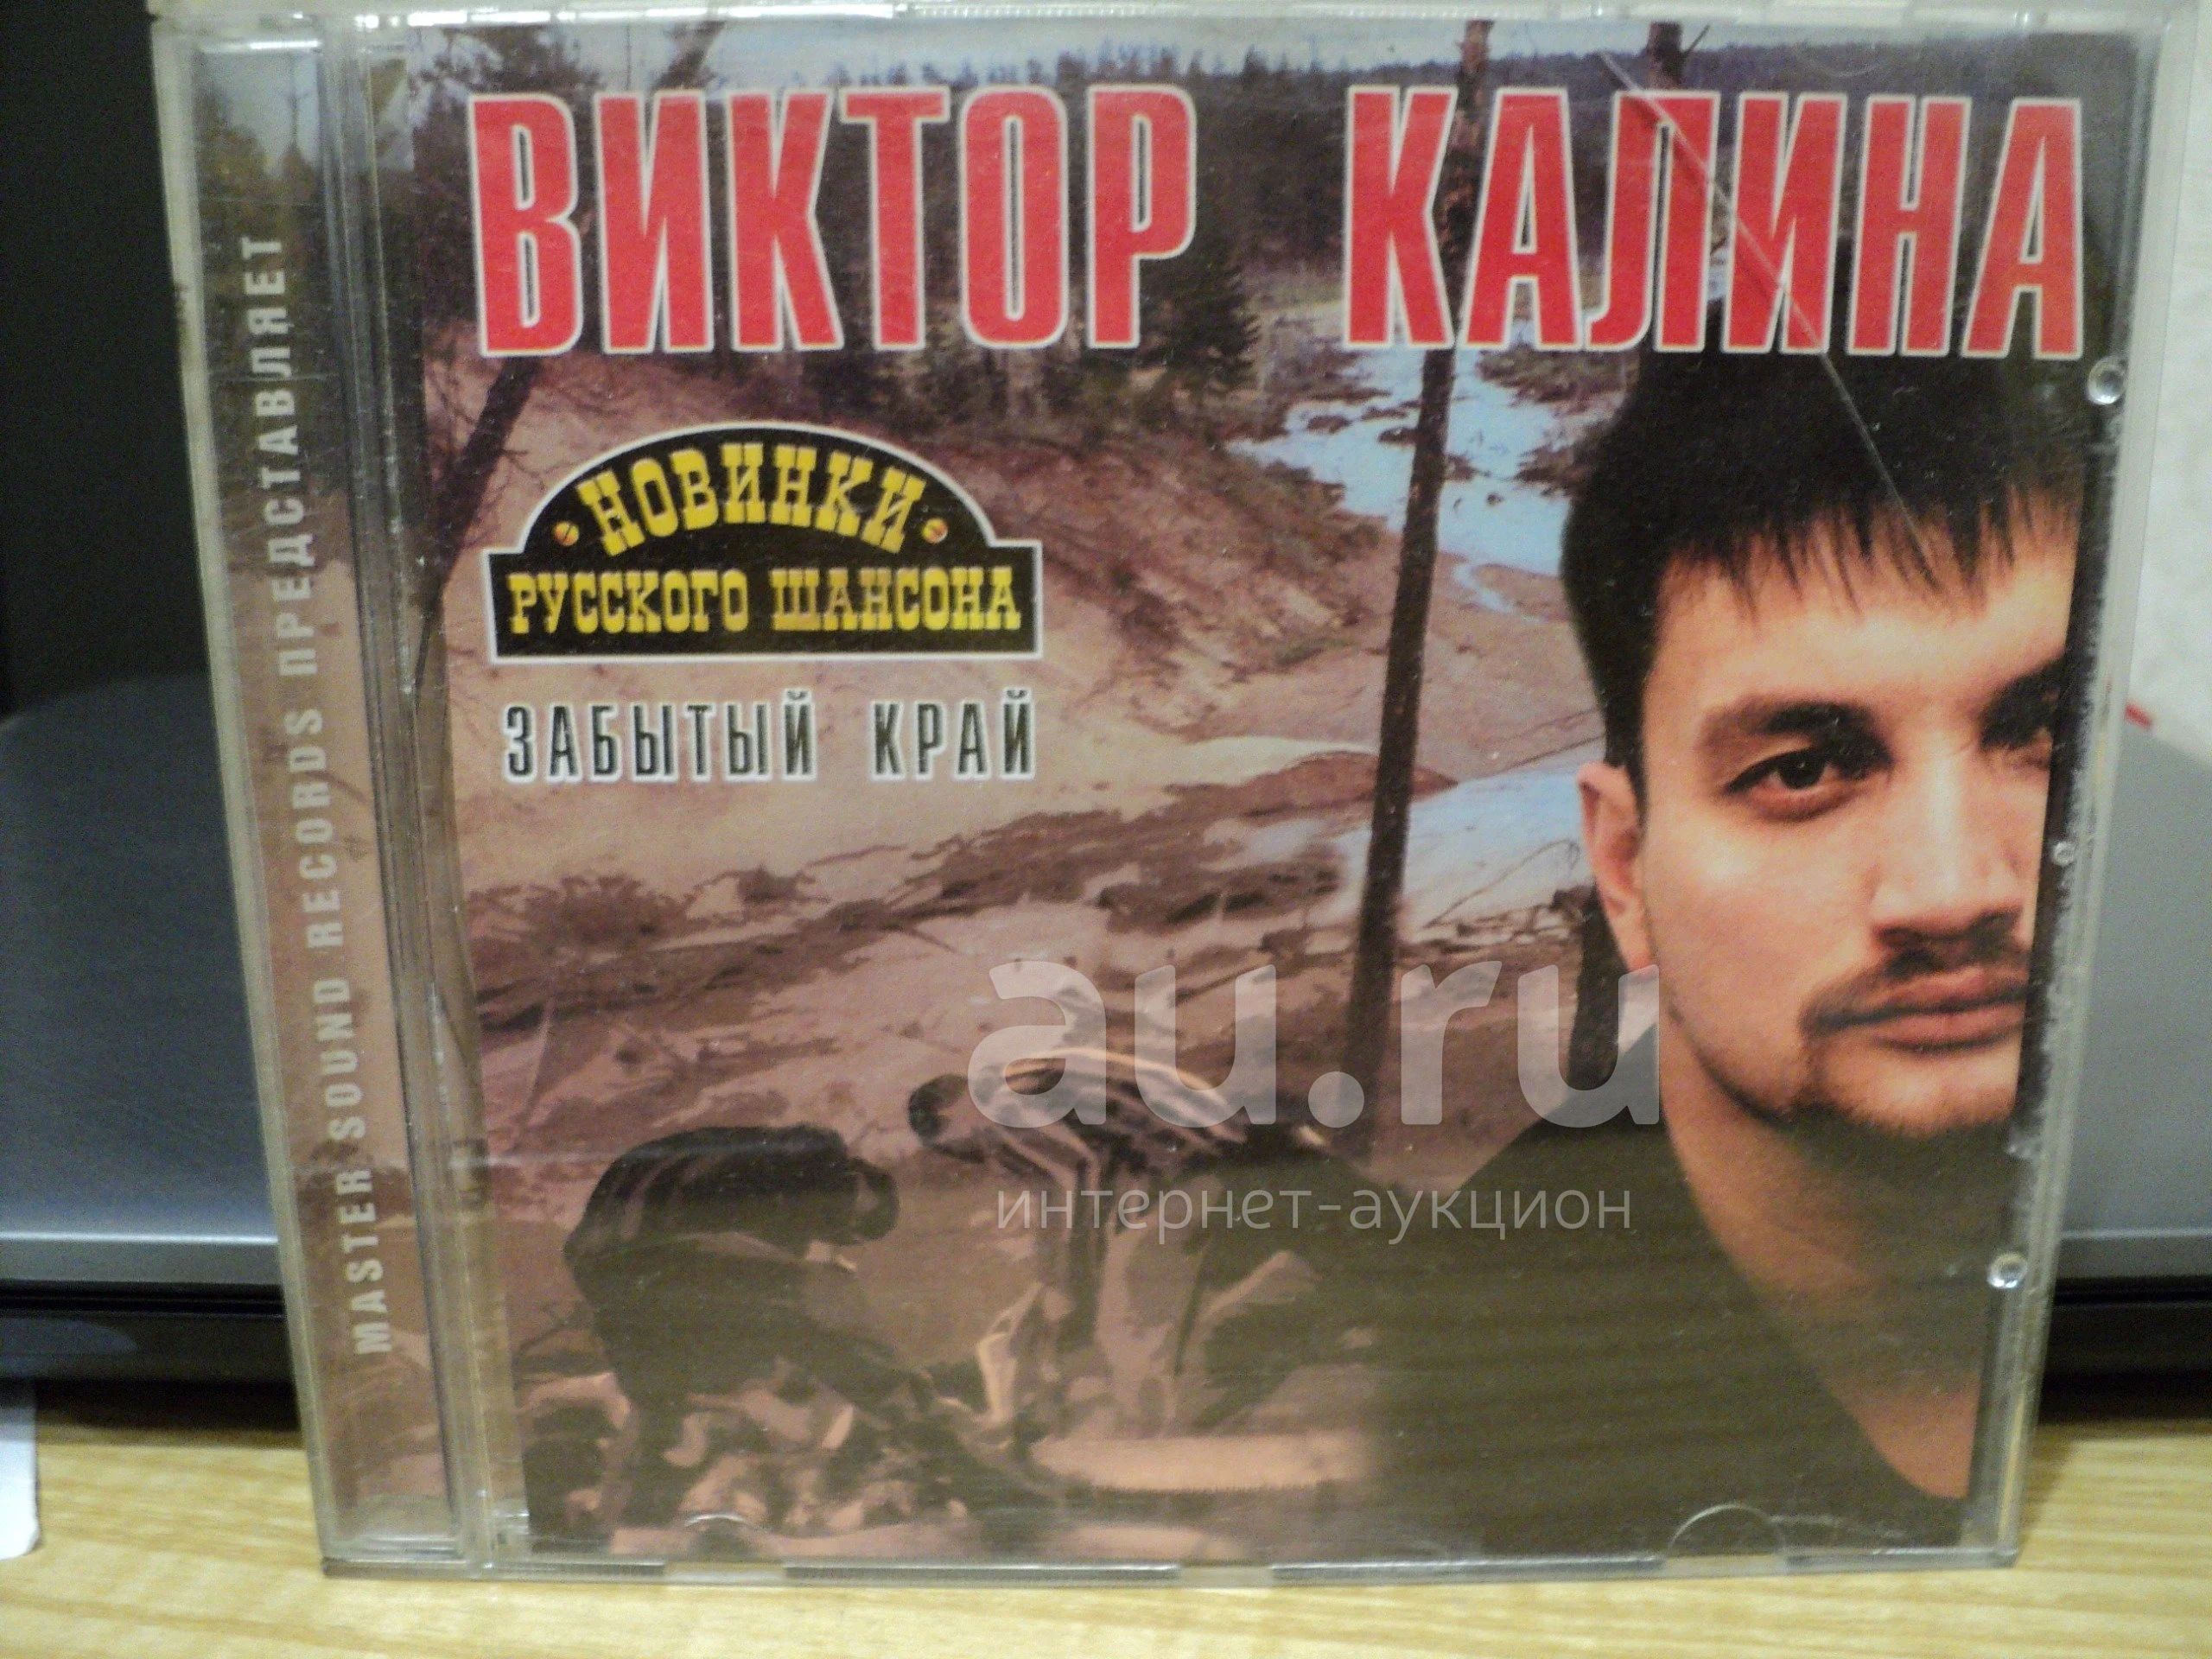 ВИКТОР КАЛИНА
НОВИНКИ
РУССКОГО ШАНСОНА
ЗАБЫТЫЙ КРАЙ
MASTER SOUND RECORDS ПРЕДСТАВЛЯЕТ
au.ru
интернет-аукцион